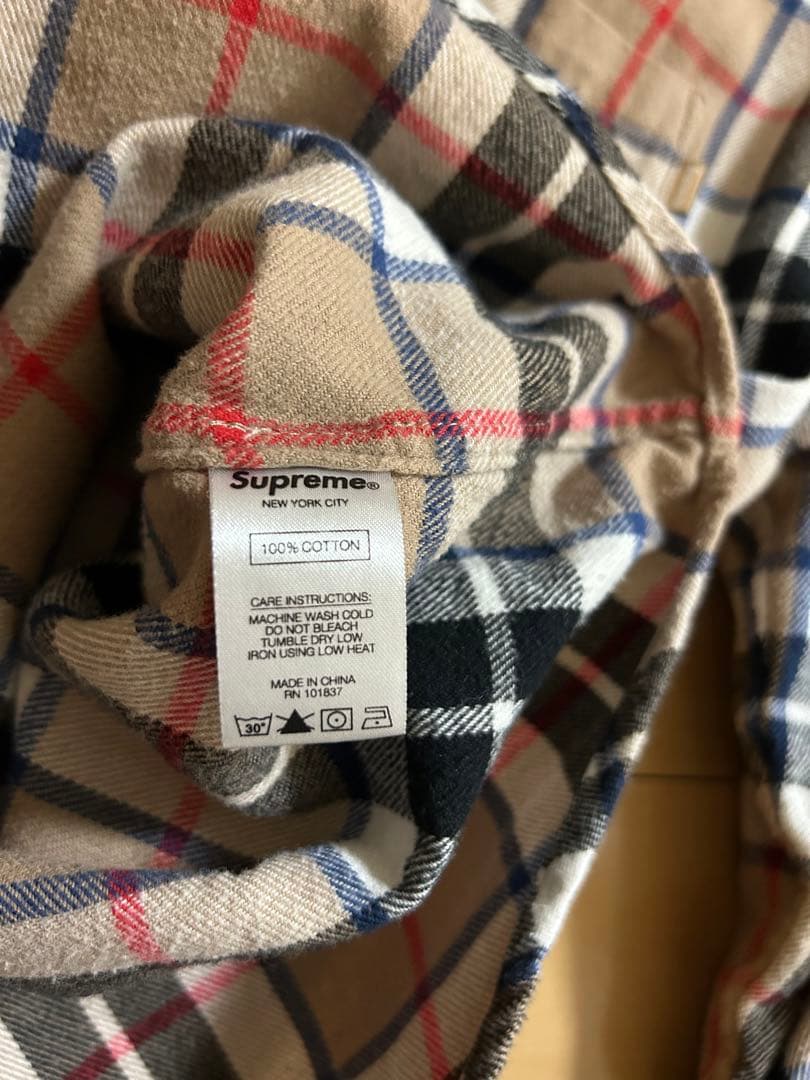 Supreme®
NEW YORK CITY
100% COTTON
CARE INSTRUCTIONS:
MACHINE WASH COLD
DO NOT BLEACH
TUMBLE DRY LOW
IRON USING LOW HEAT
MADE IN CHINA
RN 101837
30°